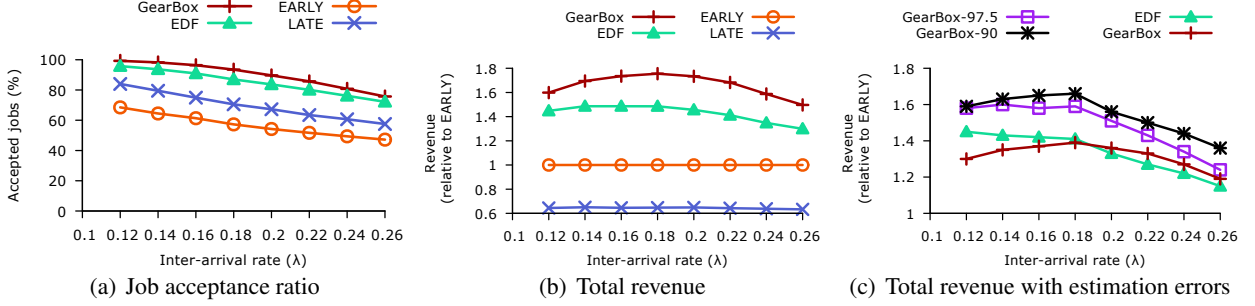 GearBox
EDF
EARLY
LATE
Accepted jobs (%)
100
80
60
40
20
0
0.1 0.12 0.14 0.16 0.18 0.20 0.22 0.24 0.26
Inter-arrival rate (λ)
(a) Job acceptance ratio
GearBox
EDF
EARLY
LATE
Revenue
(relative to EARLY)
1.8
1.6
1.4
1.2
1
0.8
0.6
0.1 0.12 0.14 0.16 0.18 0.20 0.22 0.24 0.26
Inter-arrival rate (λ)
(b) Total revenue
GearBox-97.5
GearBox-90
EDF
GearBox
Revenue
(relative to EARLY)
1.8
1.6
1.4
1.2
1
0.1 0.12 0.14 0.16 0.18 0.20 0.22 0.24 0.26
Inter-arrival rate (λ)
(c) Total revenue with estimation errors